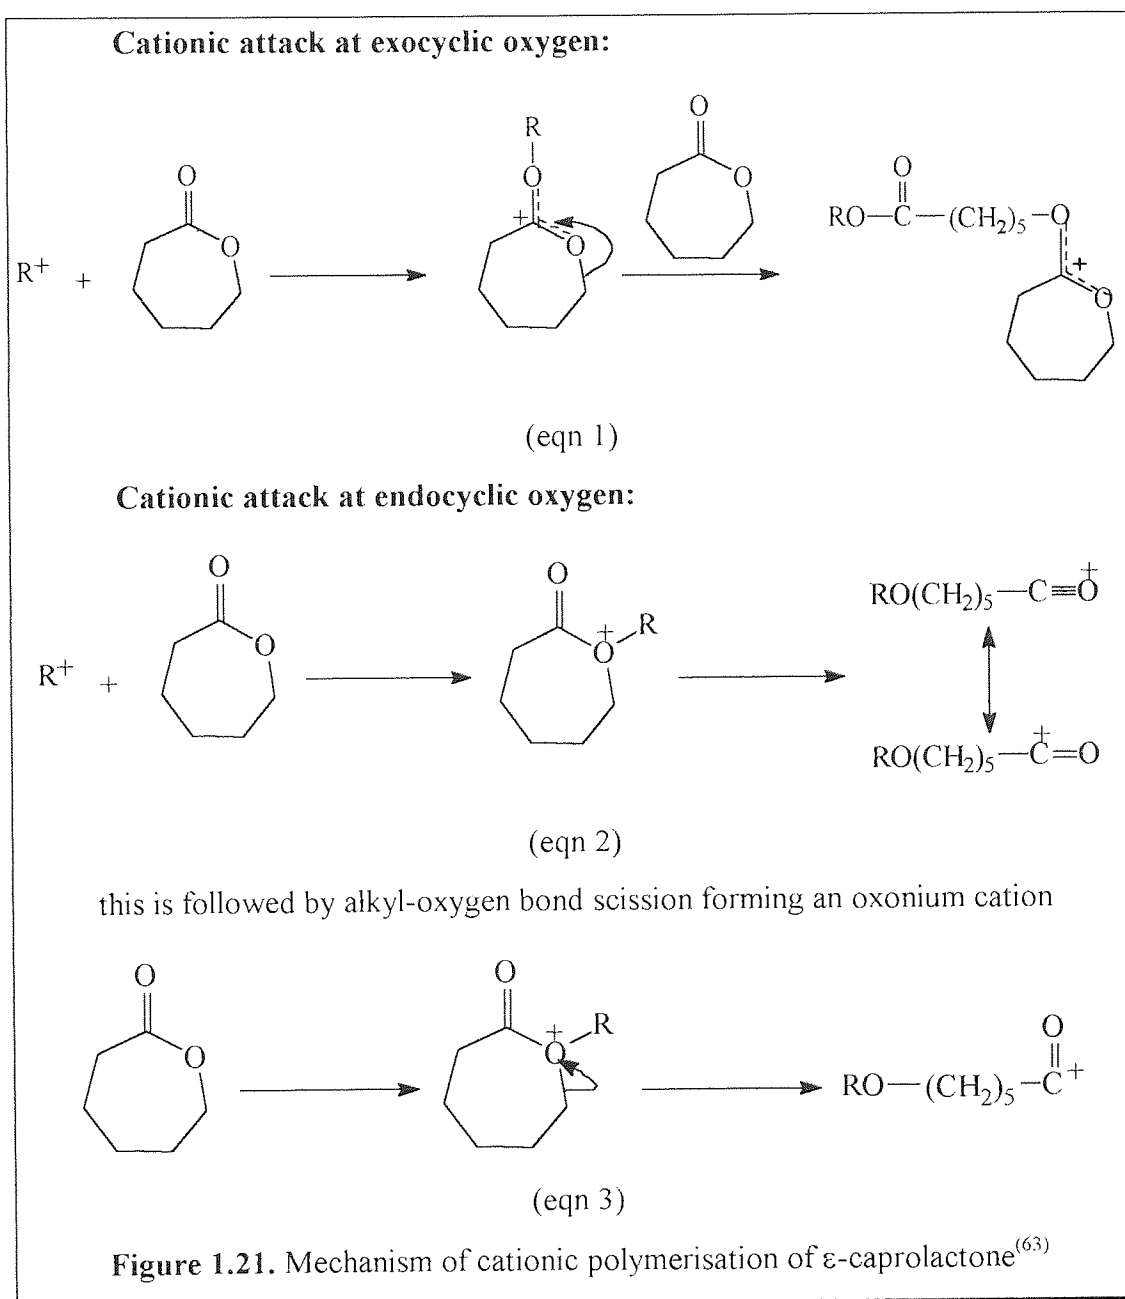 Cationic attack at exocyclic oxygen:
R⁺ + O O
R O + O
O O
RO—C—(CH₂)₅—O
O
+
O
(eqn 1)
Cationic attack at endocyclic oxygen:
R⁺ + O O
O O + R
RO(CH₂)₅—C≡O +
RO(CH₂)₅—C=O +
(eqn 2)
this is followed by alkyl-oxygen bond scission forming an oxonium cation
O O
O O + R
O
RO—(CH₂)₅—C⁺
(eqn 3)
Figure 1.21. Mechanism of cationic polymerisation of ε-caprolactone⁽⁶³⁾